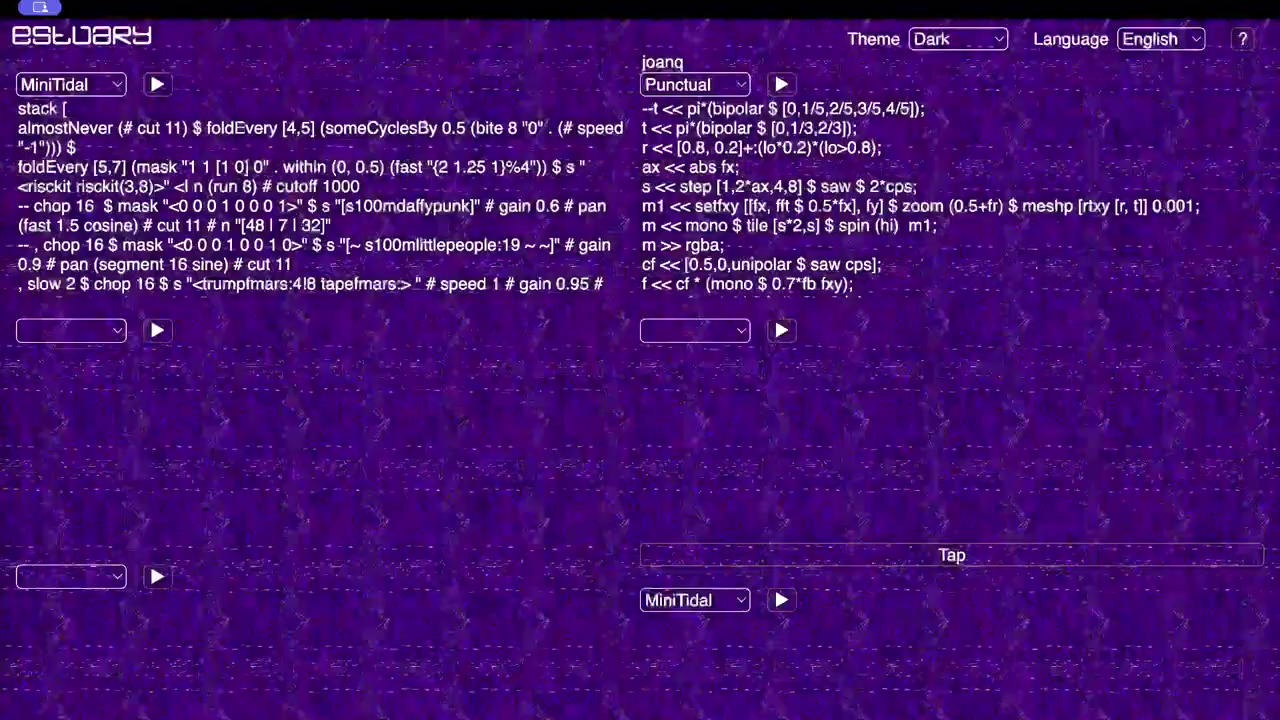 estuary
Theme Dark Language English ?
MiniTidal
stack [
almostNever (# cut 11) $ foldEvery [4,5] (someCyclesBy 0.5 (bite 8 "0" . (# speed
"-1"))) $
foldEvery [5,7] (mask "1 1 [1 0] 0" . within (0, 0.5) (fast "{2 1.25 1}%4")) $ s "
<risckit risckit(3,8)>" <| n (run 8) # cutoff 1000
-- chop 16 $ mask "<0 0 0 1 0 0 0 1>" $ s "[s100mdaffypunk]" # gain 0.6 # pan
(fast 1.5 cosine) # cut 11 # n "[48 | 7 | 32]"
-- , chop 16 $ mask "<0 0 0 1 0 0 1 0>" $ s "[~ s100mlittlepeople:19 ~ ~]" # gain
0.9 # pan (segment 16 sine) # cut 11
, slow 2 $ chop 16 $ s "<trumpfmars:4!8 tapefmars:> " # speed 1 # gain 0.95 #
joanq
Punctual
--t << pi*(bipolar $ [0,1/5,2/5,3/5,4/5]);
t << pi*(bipolar $ [0,1/3,2/3]);
r << [0.8, 0.2]+:(lo*0.2)*(lo>0.8);
ax << abs fx;
s << step [1,2*ax,4,8] $ saw $ 2*cps;
m1 << setfxy [[fx, fft $ 0.5*fx], fy] $ zoom (0.5+fr) $ meshp [rtxy [r, t]] 0.001;
m << mono $ tile [s*2,s] $ spin (hi) m1;
m >> rgba;
cf << [0.5,0,unipolar $ saw cps];
f << cf * (mono $ 0.7*fb fxy);
Tap
MiniTidal